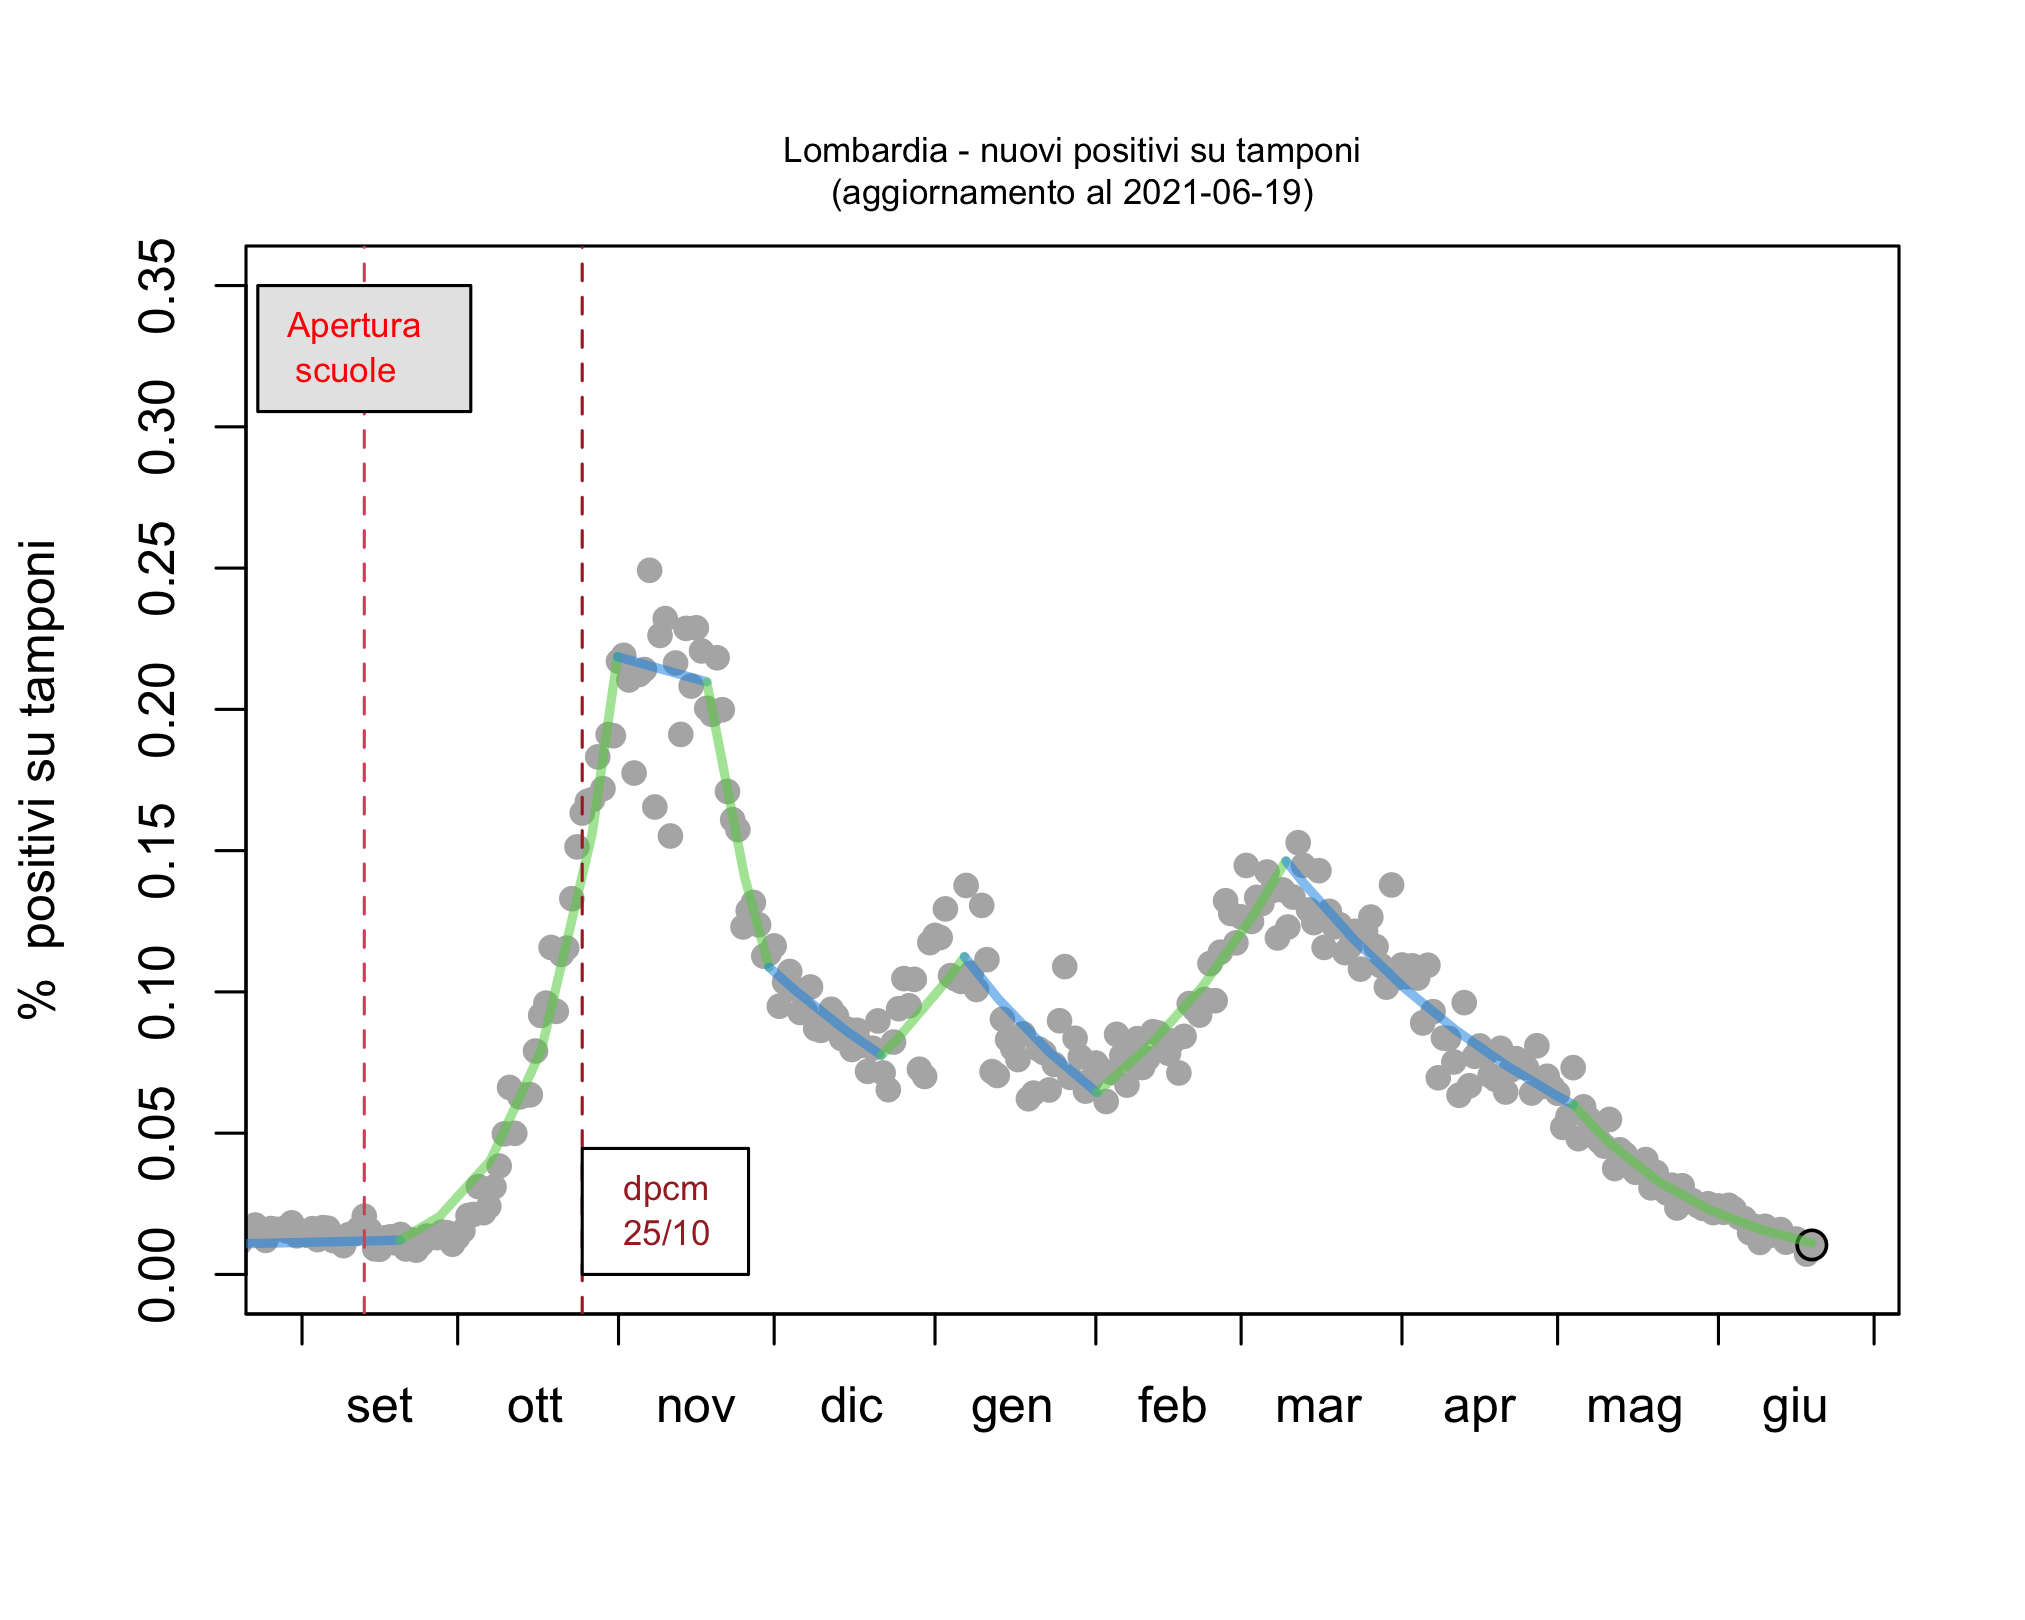 Lombardia - nuovi positivi su tamponi
(aggiornamento al 2021-06-19)
% positivi su tamponi
0.35
0.30
0.25
0.20
0.15
0.10
0.05
0.00
Apertura
scuole
dpcm
25/10
set ott nov dic gen feb mar apr mag giu